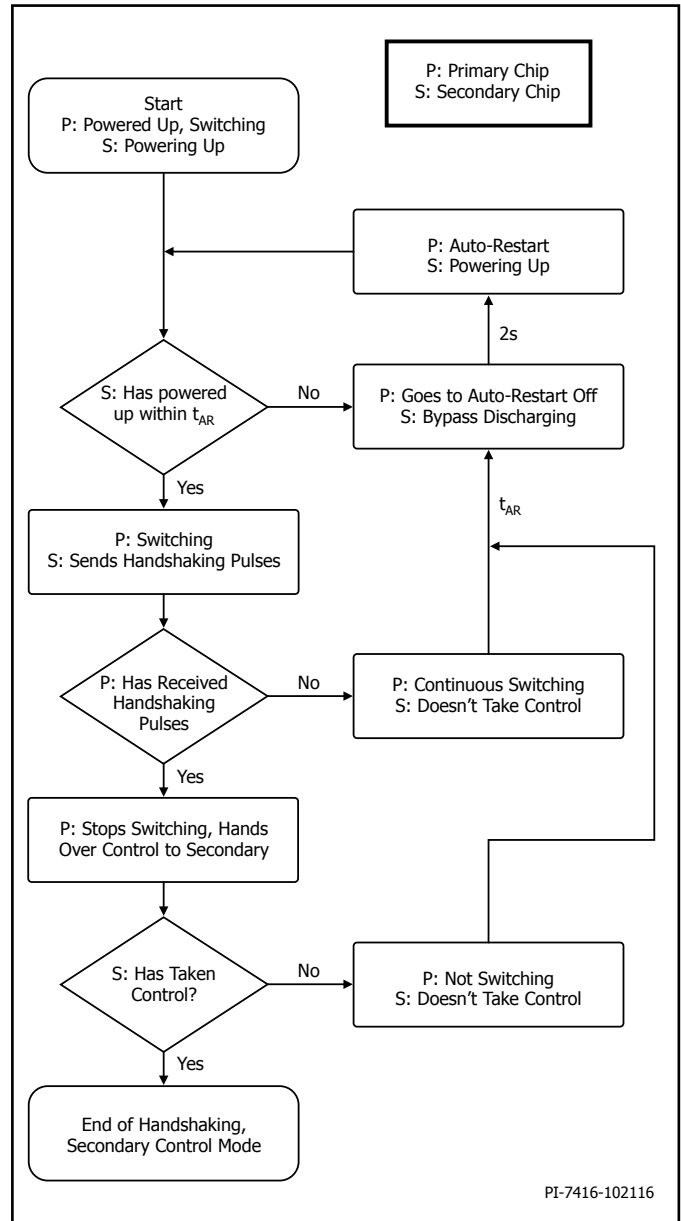 P: Primary Chip
S: Secondary Chip
Start
P: Powered Up, Switching
S: Powering Up
P: Auto-Restart
S: Powering Up
2s
S: Has powered
up within tAR
No
P: Goes to Auto-Restart Off
S: Bypass Discharging
Yes
tAR
P: Switching
S: Sends Handshaking Pulses
P: Has Received
Handshaking
Pulses
No
P: Continuous Switching
S: Doesn’t Take Control
Yes
P: Stops Switching, Hands
Over Control to Secondary
S: Has Taken
Control?
No
P: Not Switching
S: Doesn’t Take Control
Yes
End of Handshaking,
Secondary Control Mode
PI-7416-102116